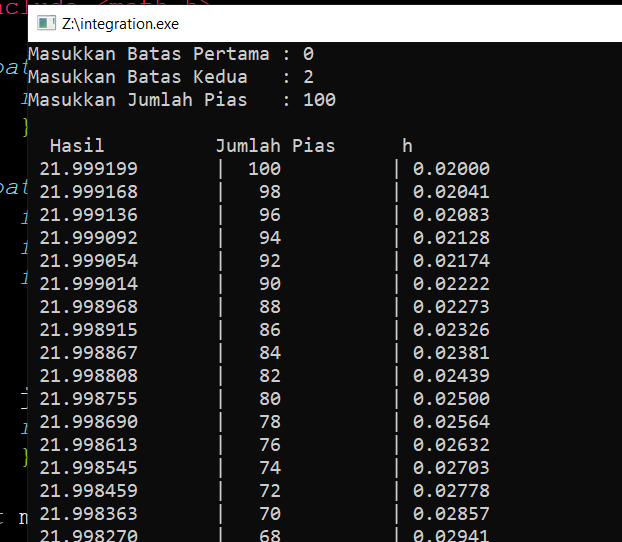 nclude <math.h>
Z:\integration.exe
Masukkan Batas Pertama : 0
Masukkan Batas Kedua   : 2
Masukkan Jumlah Pias   : 100
Hasil          Jumlah Pias      h
21.999199       |  100          | 0.02000
21.999168       |   98          | 0.02041
21.999136       |   96          | 0.02083
21.999092       |   94          | 0.02128
21.999054       |   92          | 0.02174
21.999014       |   90          | 0.02222
21.998968       |   88          | 0.02273
21.998915       |   86          | 0.02326
21.998867       |   84          | 0.02381
21.998808       |   82          | 0.02439
21.998755       |   80          | 0.02500
21.998690       |   78          | 0.02564
21.998613       |   76          | 0.02632
21.998545       |   74          | 0.02703
21.998459       |   72          | 0.02778
21.998363       |   70          | 0.02857
21.998270       |   68          | 0.02941